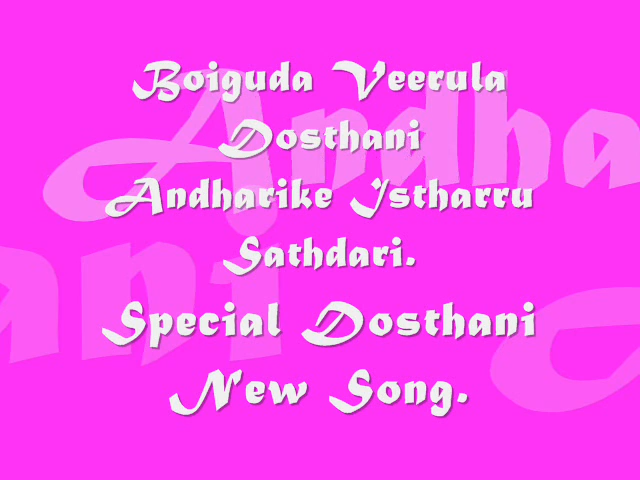 Boiguda Veerula
Dosthani
Andharike Istharru
Sathdari.
Special Dosthani
New Song.